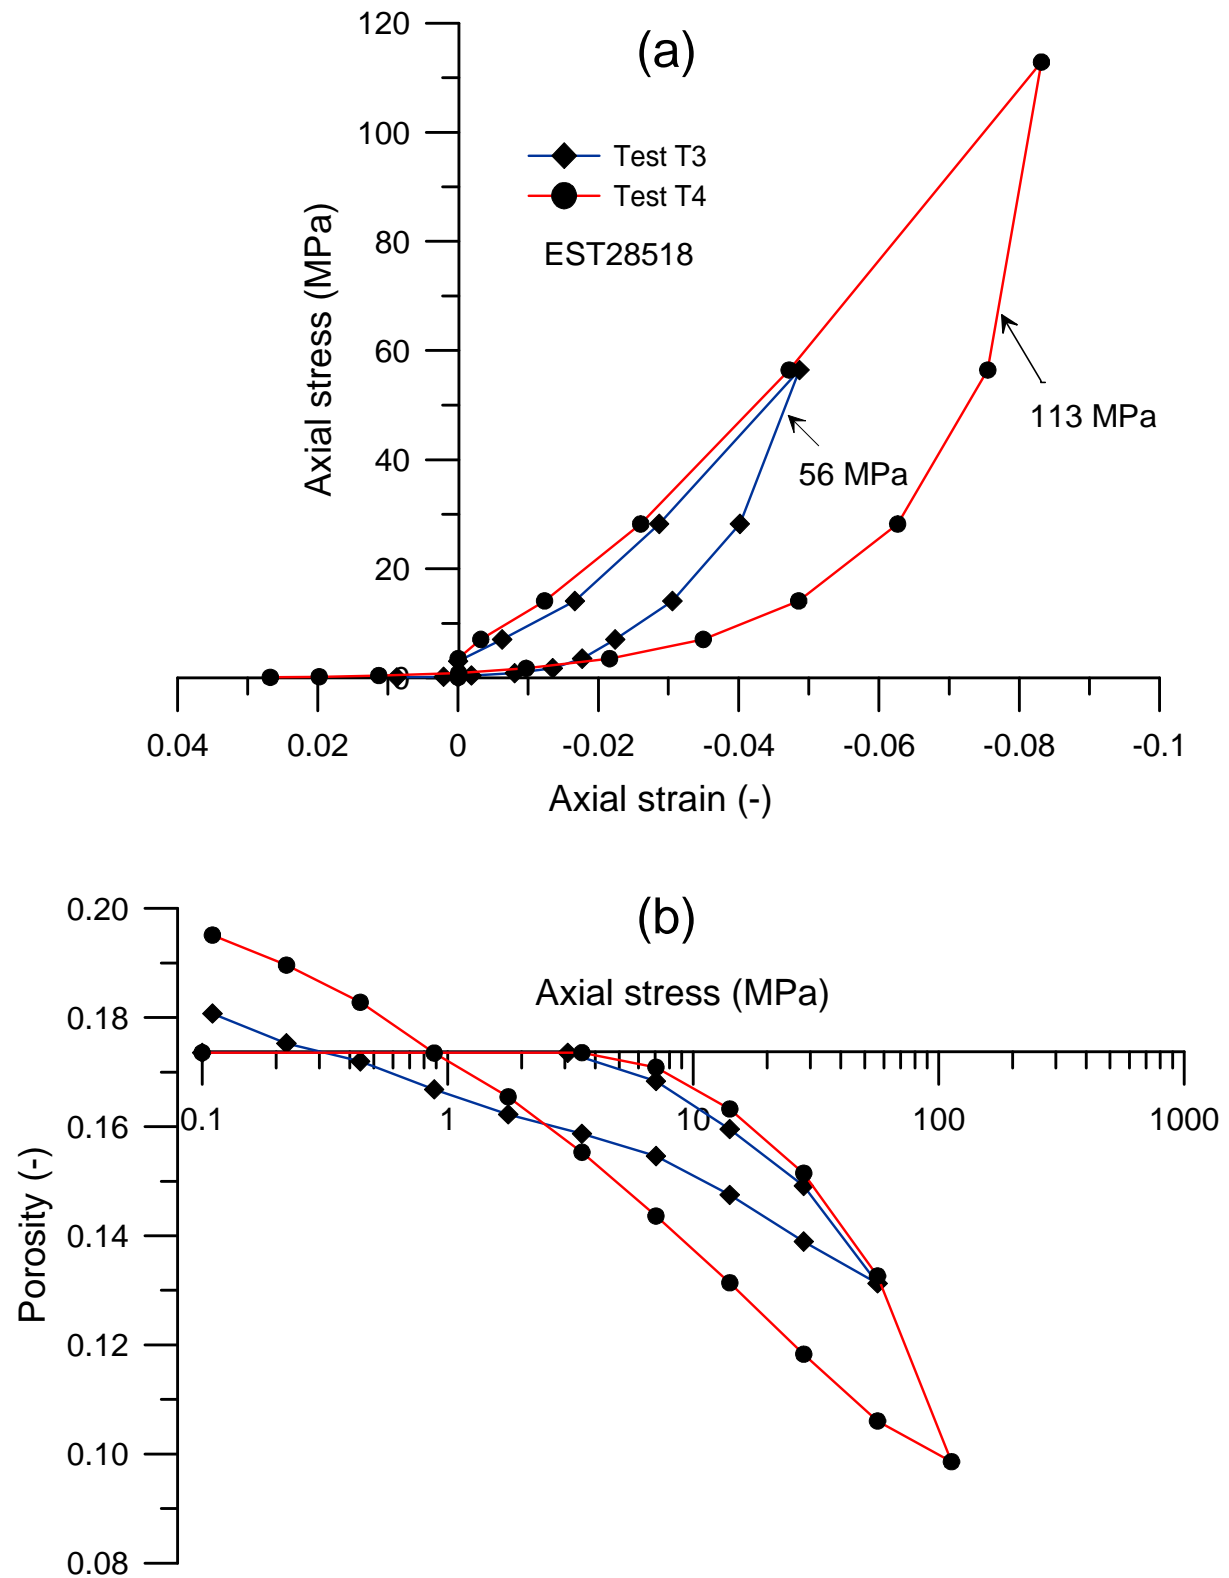 120
(a)
100
Test T3
Test T4
EST28518
80
Axial stress (MPa)
60
113 MPa
40
56 MPa
20
0
0.04 0.02 0 -0.02 -0.04 -0.06 -0.08 -0.1
Axial strain (-)
0.20
(b)
Axial stress (MPa)
0.18
0.1 1 10 100 1000
0.16
Porosity (-)
0.14
0.12
0.10
0.08